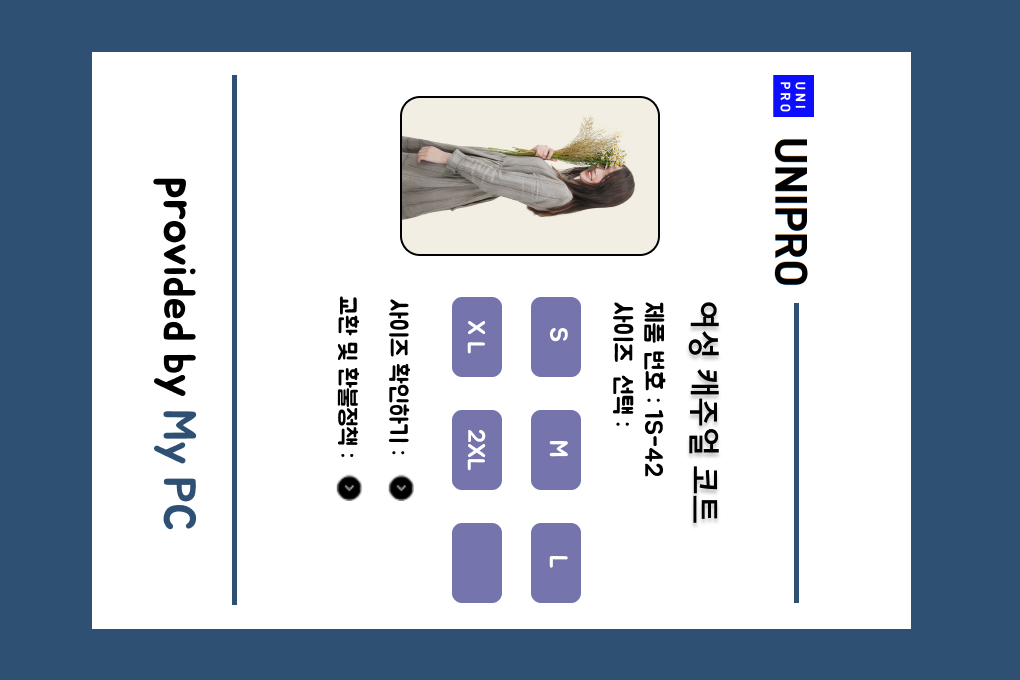 UNI
PRO
UNIPRO
여성 캐주얼 코트
제품 번호 : 1S-42
사이즈 선택 :
S
M
L
XL
2XL
사이즈 확인하기 :
교환 및 환불정책 :
provided by My PC